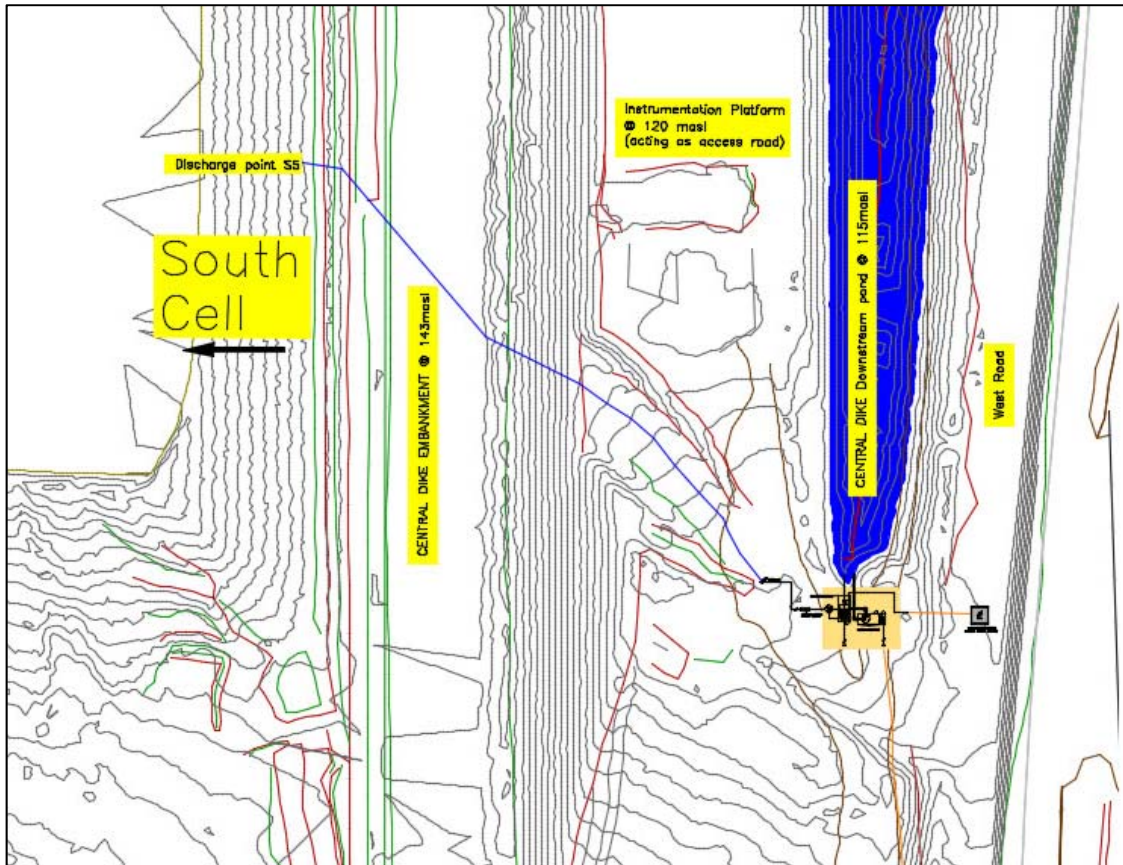 Instrumentation Platform
@ 120 masl
(acting as access road)
Discharge point S5
South
Cell
CENTRAL DIKE EMBANKMENT @ 143masl
CENTRAL DIKE Downstream pond @ 115masl
West Road